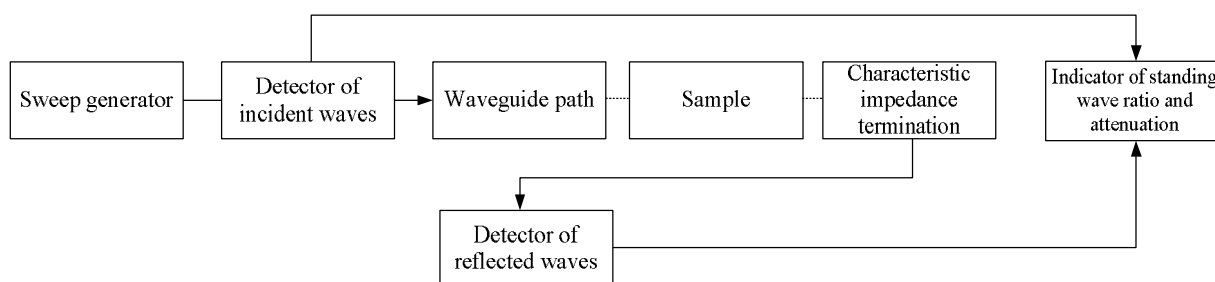 Sweep generator
Detector of
incident waves
Waveguide path
Sample
Characteristic
impedance
termination
Indicator of standing
wave ratio and
attenuation
Detector of
reflected waves